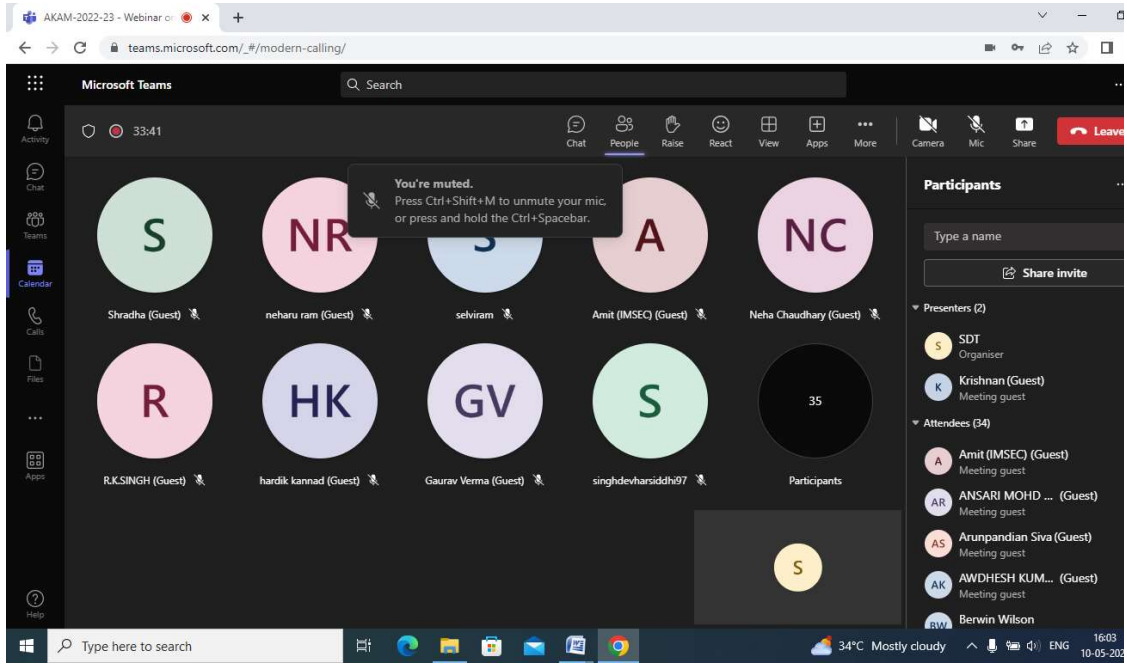 AKAM-2022-23 - Webinar or
teams.microsoft.com/_#/modern-calling/
Microsoft Teams
Search
Activity
Chat
Teams
Calendar
Calls
Files
Apps
Help
33:41
Chat
People
Raise
React
View
Apps
More
Camera
Mic
Share
Leave
You're muted.
Press Ctrl+Shift+M to unmute your mic,
or press and hold the Ctrl+Spacebar.
S
NR
S
A
NC
Shradha (Guest)
neharu ram (Guest)
selviram
Amit (IMSEC) (Guest)
Neha Chaudhary (Guest)
R
HK
GV
S
35
R.K.SINGH (Guest)
hardik kannad (Guest)
Gaurav Verma (Guest)
singhdevharsiddhi97
Participants
S
Participants
Type a name
Share invite
Presenters (2)
S
SDT
Organiser
K
Krishnan (Guest)
Meeting guest
Attendees (34)
A
Amit (IMSEC) (Guest)
Meeting guest
AR
ANSARI MOHD ... (Guest)
Meeting guest
AS
Arunpandian Siva (Guest)
Meeting guest
AK
AWDHESH KUM... (Guest)
Meeting guest
BW
Berwin Wilson
Type here to search
34°C Mostly cloudy
ENG
16:03
10-05-202